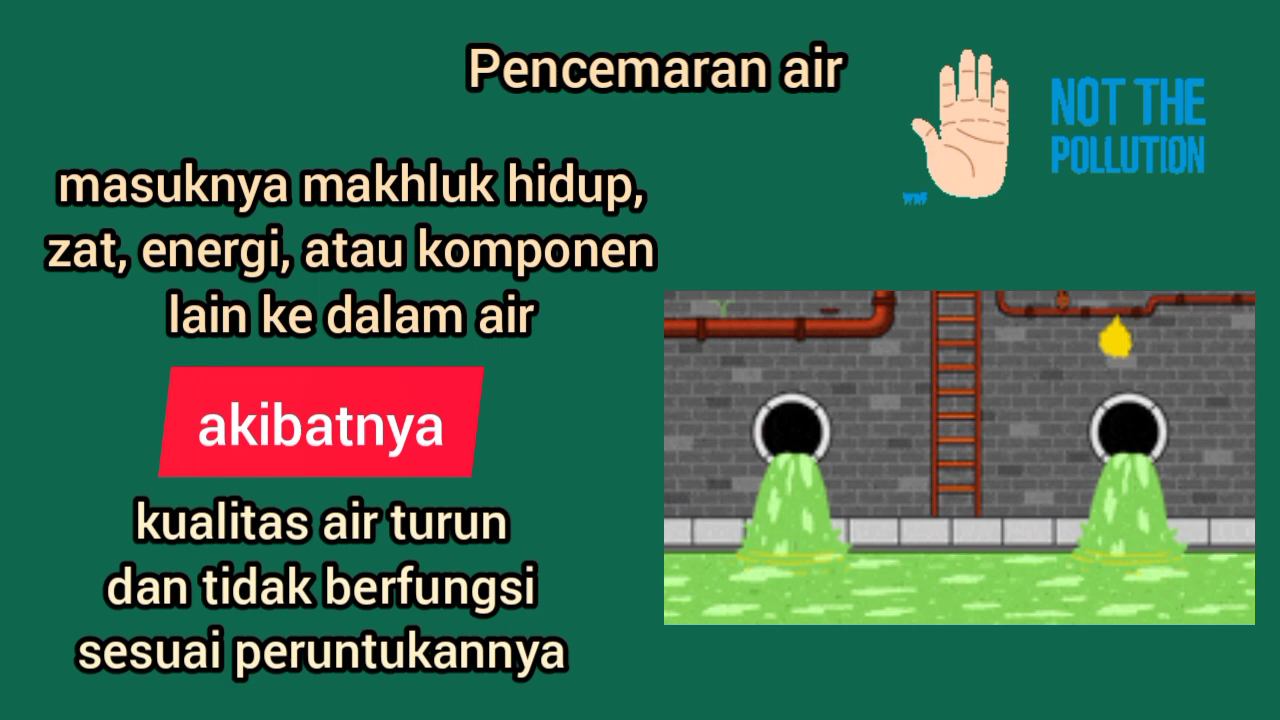 Pencemaran air
NOT THE
POLLUTION
masuknya makhluk hidup,
zat, energi, atau komponen
lain ke dalam air
akibatnya
kualitas air turun
dan tidak berfungsi
sesuai peruntukannya